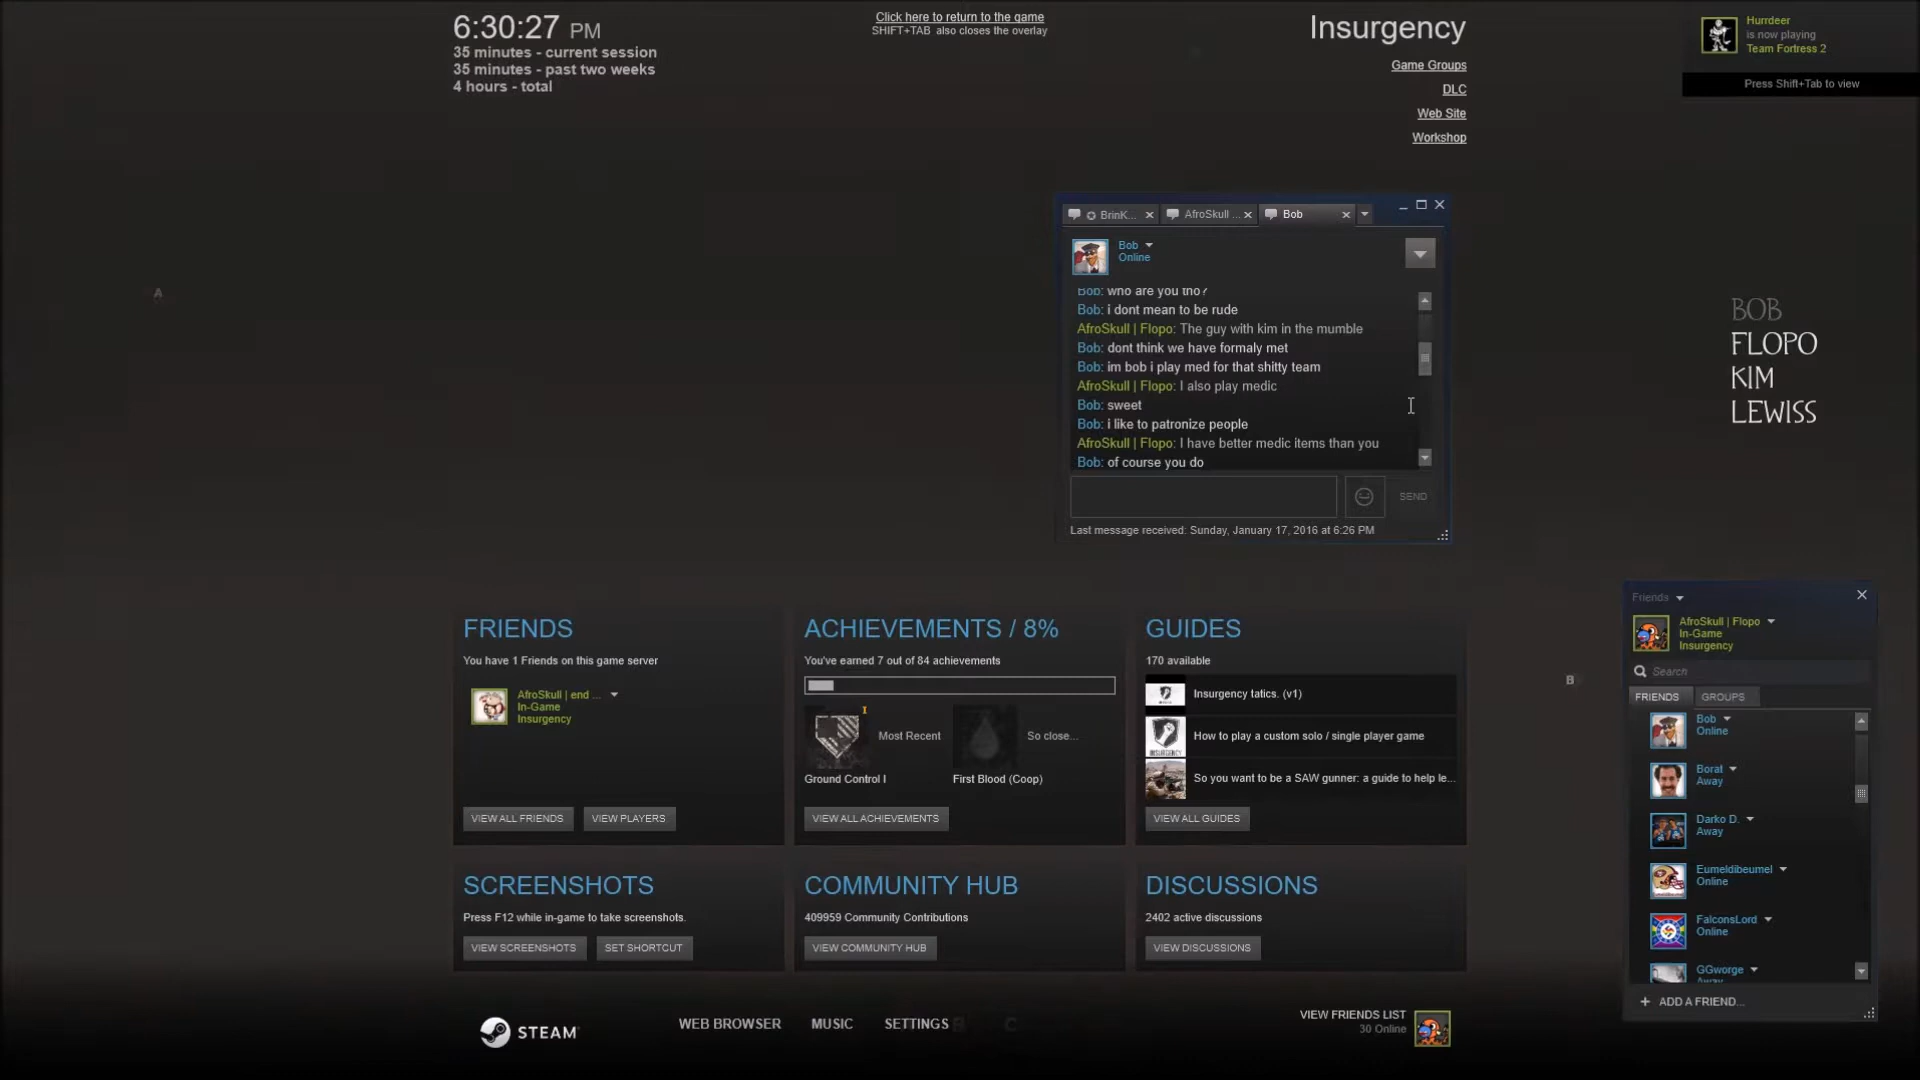 6:30:27 PM
35 minutes - current session
35 minutes - past two weeks
4 hours - total
Click here to return to the game
SHIFT+TAB also closes the overlay
Insurgency
Game Groups
DLC
Web Site
Workshop
Hurrdeer
is now playing
Team Fortress 2
Press Shift+Tab to view
BrinK...
AfroSkull ...
Bob
Bob
Online
Bob: who are you tho?
Bob: i dont mean to be rude
AfroSkull | Flopo: The guy with kim in the mumble
Bob: dont think we have formaly met
Bob: im bob i play med for that shitty team
AfroSkull | Flopo: I also play medic
Bob: sweet
Bob: i like to patronize people
AfroSkull | Flopo: I have better medic items than you
Bob: of course you do
SEND
Last message received: Sunday, January 17, 2016 at 6:26 PM
A
BOB
FLOPO
KIM
LEWISS
FRIENDS
You have 1 Friends on this game server
AfroSkull | end ...
In-Game
Insurgency
VIEW ALL FRIENDS
VIEW PLAYERS
ACHIEVEMENTS / 8%
You've earned 7 out of 84 achievements
Most Recent
Ground Control I
So close...
First Blood (Coop)
VIEW ALL ACHIEVEMENTS
GUIDES
170 available
Insurgency tatics. (v1)
How to play a custom solo / single player game
So you want to be a SAW gunner: a guide to help le...
VIEW ALL GUIDES
SCREENSHOTS
Press F12 while in-game to take screenshots.
VIEW SCREENSHOTS
SET SHORTCUT
COMMUNITY HUB
409959 Community Contributions
VIEW COMMUNITY HUB
DISCUSSIONS
2402 active discussions
VIEW DISCUSSIONS
B
Friends
AfroSkull | Flopo
In-Game
Insurgency
Search
FRIENDS
GROUPS
Bob
Online
Borat
Away
Darko D.
Away
Eumeldibeumel
Online
FalconsLord
Online
GGworge
Away
+ ADD A FRIEND...
STEAM
WEB BROWSER
MUSIC
SETTINGS
C
VIEW FRIENDS LIST
30 Online